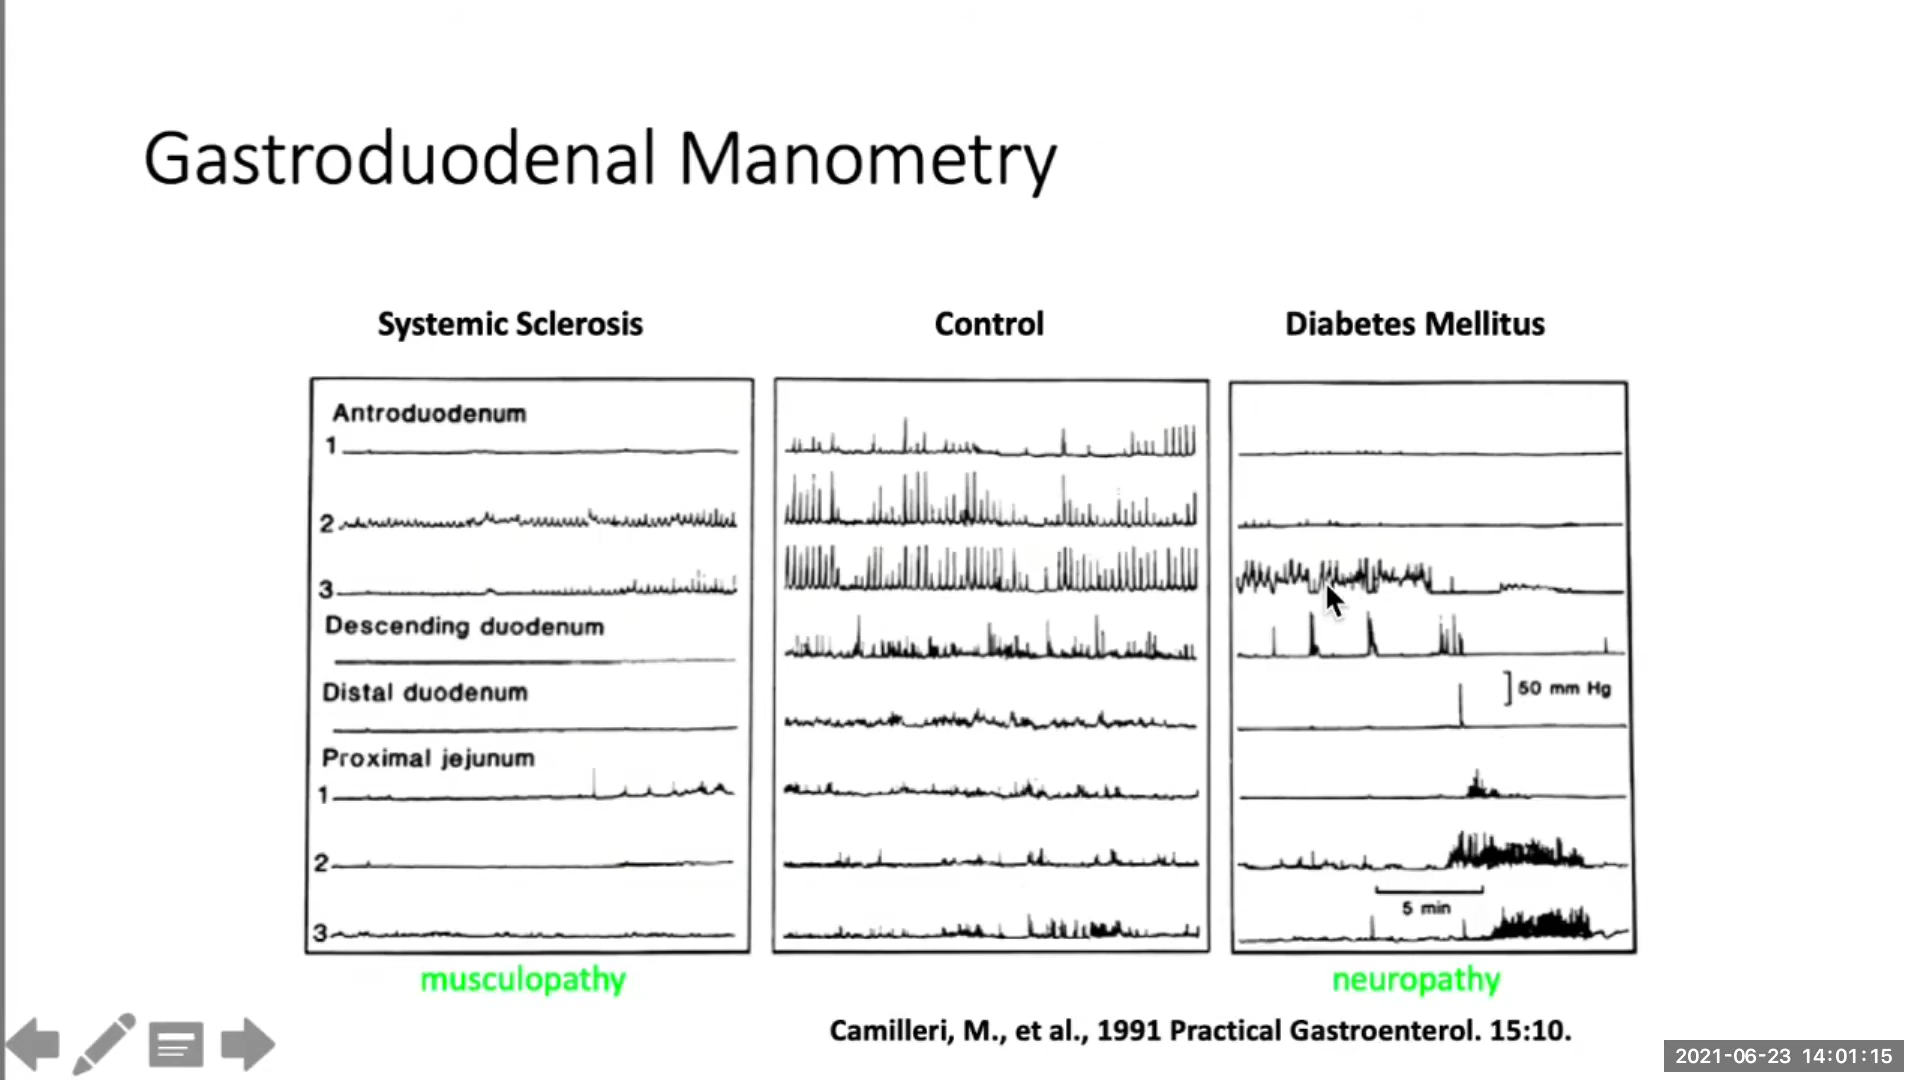 Gastroduodenal Manometry
Systemic Sclerosis
Control
Diabetes Mellitus
Antroduodenum
1
2
3
Descending duodenum
Distal duodenum
Proximal jejunum
1
2
3
50 mm Hg
5 min
musculopathy
neuropathy
Camilleri, M., et al., 1991 Practical Gastroenterol. 15:10.
2021-06-23 14:01:15